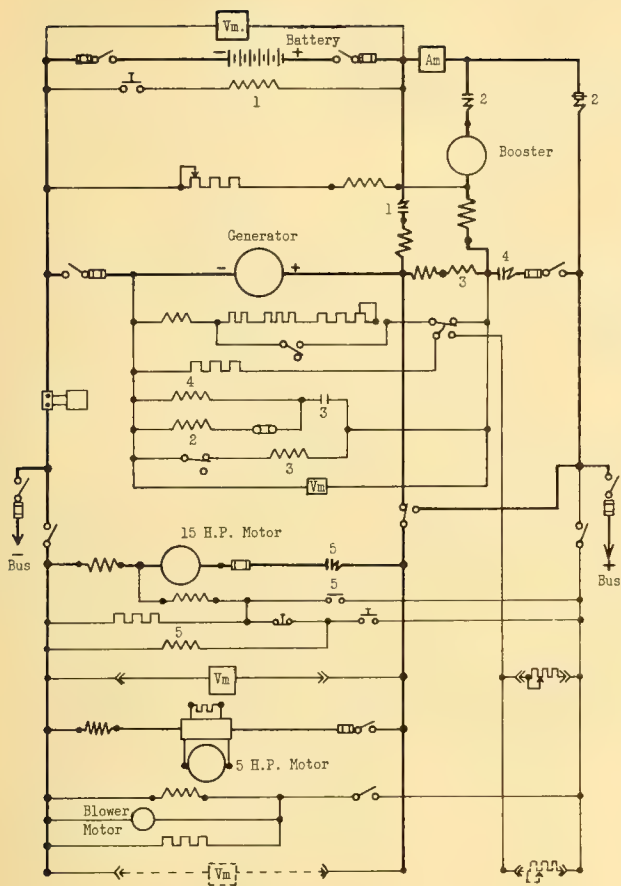 Vm.
Battery
− +
Am
1
2
2
Booster
1
Generator
− +
3
4
4
3
2
3
Vm
15 H.P. Motor
5
−
Bus
+
Bus
5
5
Vm
5 H.P. Motor
Blower
Motor
Vm